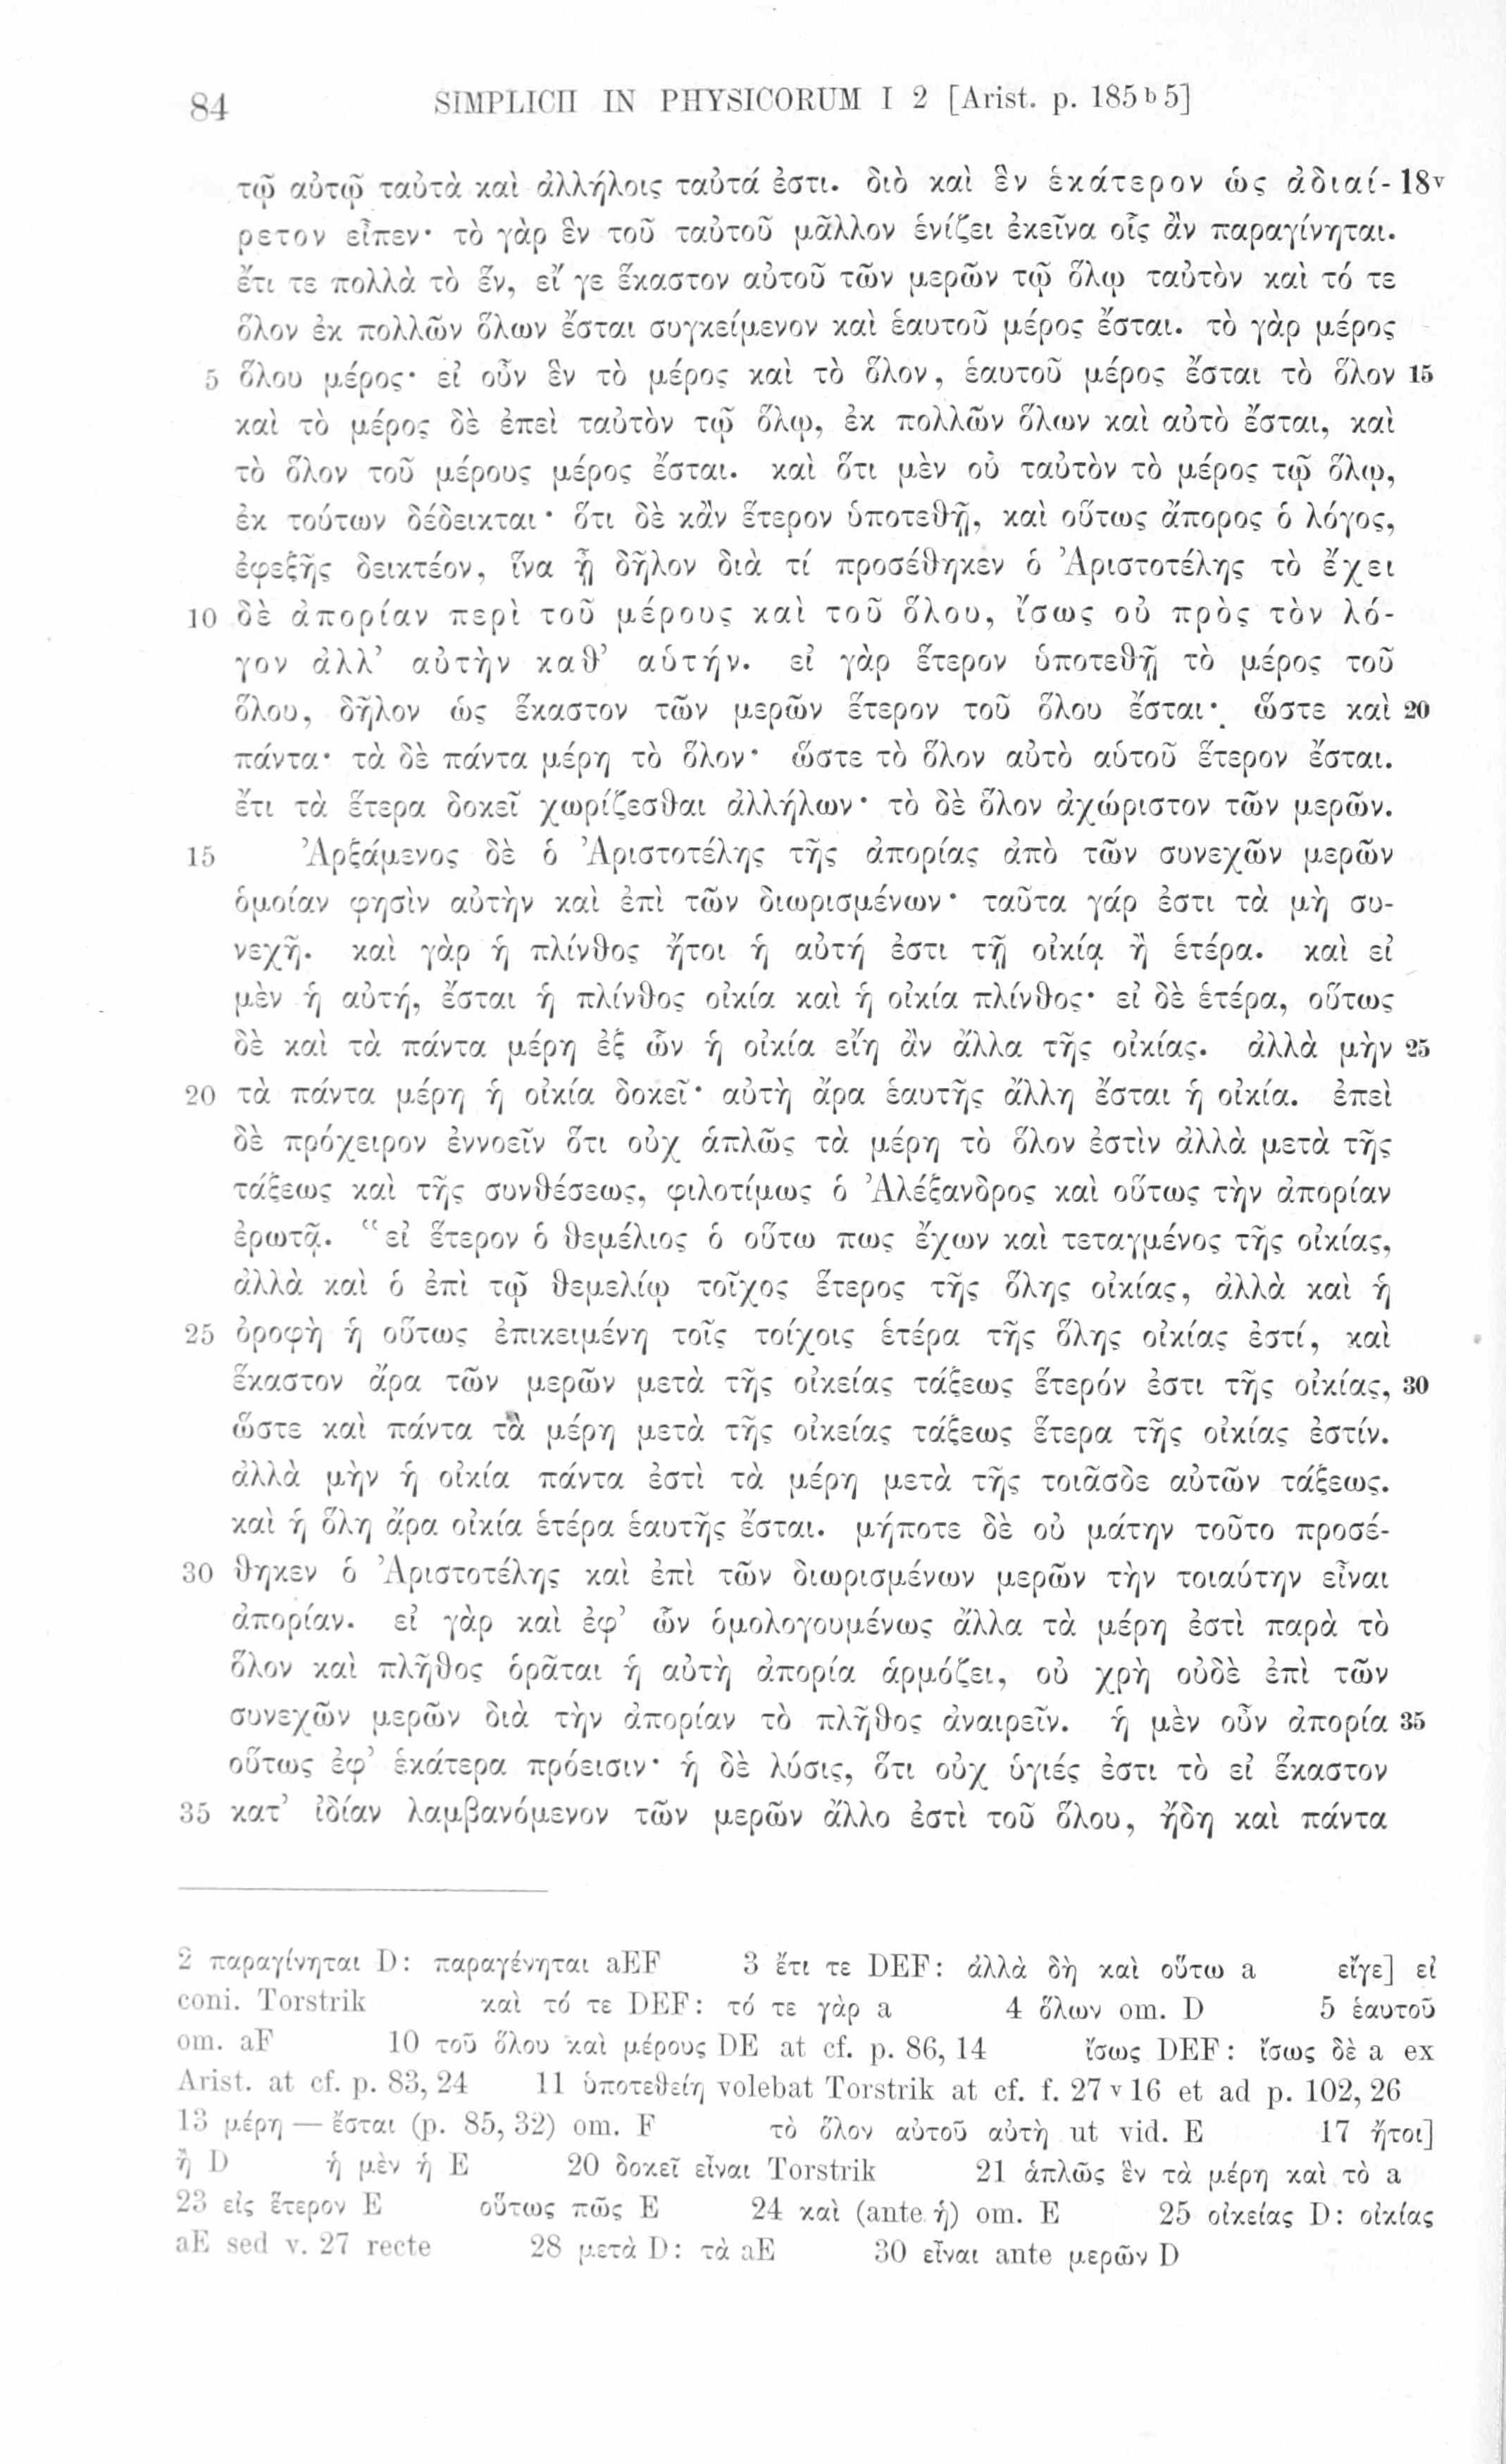 84 SIMPLICII IN PHYSICORUM I 2 [Arist. p. 185 b 5]
τῷ αὐτῷ ταὐτὰ καὶ ἀλλήλοις ταὐτά ἐστι. διὸ καὶ ἓν ἑκάτερον ὡς ἀδιαί- 18v
ρετον εἶπεν· τὸ γὰρ ἓν τοῦ ταὐτοῦ μᾶλλον ἑνίζει ἐκεῖνα οἷς ἂν παραγίνηται.
ἔτι τε πολλὰ τὸ ἕν, εἴ γε ἕκαστον αὐτοῦ τῶν μερῶν τῷ ὅλῳ ταὐτὸν καὶ τό τε
ὅλον ἐκ πολλῶν ὅλων ἔσται συγκείμενον καὶ ἑαυτοῦ μέρος ἔσται. τὸ γὰρ μέρος
5 ὅλου μέρος· εἰ οὖν ἓν τὸ μέρος καὶ τὸ ὅλον, ἑαυτοῦ μέρος ἔσται τὸ ὅλον 15
καὶ τὸ μέρος δὲ ἐπεὶ ταὐτὸν τῷ ὅλῳ, ἐκ πολλῶν ὅλων καὶ αὐτὸ ἔσται, καὶ
τὸ ὅλον τοῦ μέρους μέρος ἔσται. καὶ ὅτι μὲν οὐ ταὐτὸν τὸ μέρος τῷ ὅλῳ,
ἐκ τούτων δέδεικται· ὅτι δὲ κἂν ἕτερον ὑποτεθῇ, καὶ οὕτως ἄπορος ὁ λόγος,
ἐφεξῆς δεικτέον, ἵνα ᾖ δῆλον διὰ τί προσέθηκεν ὁ Ἀριστοτέλης τὸ ἔχει
10 δὲ ἀπορίαν περὶ τοῦ μέρους καὶ τοῦ ὅλου, ἴσως οὐ πρὸς τὸν λό-
γον ἀλλ’ αὐτὴν καθ’ αὑτήν. εἰ γὰρ ἕτερον ὑποτεθῇ τὸ μέρος τοῦ
ὅλου, δῆλον ὡς ἕκαστον τῶν μερῶν ἕτερον τοῦ ὅλου ἔσται· ὥστε καὶ 20
πάντα· τὰ δὲ πάντα μέρη τὸ ὅλον· ὥστε τὸ ὅλον αὐτὸ αὑτοῦ ἕτερον ἔσται.
ἔτι τὰ ἕτερα δοκεῖ χωρίζεσθαι ἀλλήλων· τὸ δὲ ὅλον ἀχώριστον τῶν μερῶν.
15 Ἀρξάμενος δὲ ὁ Ἀριστοτέλης τῆς ἀπορίας ἀπὸ τῶν συνεχῶν μερῶν
ὁμοίαν φησὶν αὐτὴν καὶ ἐπὶ τῶν διωρισμένων· ταῦτα γάρ ἐστι τὰ μὴ συ-
νεχῆ. καὶ γὰρ ἡ πλίνθος ἤτοι ἡ αὐτή ἐστι τῇ οἰκίᾳ ἢ ἑτέρα. καὶ εἰ
μὲν ἡ αὐτή, ἔσται ἡ πλίνθος οἰκία καὶ ἡ οἰκία πλίνθος· εἰ δὲ ἑτέρα, οὕτως
δὲ καὶ τὰ πάντα μέρη ἐξ ὧν ἡ οἰκία εἴη ἂν ἄλλα τῆς οἰκίας. ἀλλὰ μὴν 25
20 τὰ πάντα μέρη ἡ οἰκία δοκεῖ· αὐτὴ ἄρα ἑαυτῆς ἄλλη ἔσται ἡ οἰκία. ἐπεὶ
δὲ πρόχειρον ἐννοεῖν ὅτι οὐχ ἁπλῶς τὰ μέρη τὸ ὅλον ἐστὶν ἀλλὰ μετὰ τῆς
τάξεως καὶ τῆς συνθέσεως, φιλοτίμως ὁ Ἀλέξανδρος καὶ οὕτως τὴν ἀπορίαν
ἐρωτᾷ. “εἰ ἕτερον ὁ θεμέλιος ὁ οὕτω πως ἔχων καὶ τεταγμένος τῆς οἰκίας,
ἀλλὰ καὶ ὁ ἐπὶ τῷ θεμελίῳ τοῖχος ἕτερος τῆς ὅλης οἰκίας, ἀλλὰ καὶ ἡ
25 ὀροφὴ ἡ οὕτως ἐπικειμένη τοῖς τοίχοις ἑτέρα τῆς ὅλης οἰκίας ἐστί, καὶ
ἕκαστον ἄρα τῶν μερῶν μετὰ τῆς οἰκείας τάξεως ἕτερόν ἐστι τῆς οἰκίας, 30
ὥστε καὶ πάντα τὰ μέρη μετὰ τῆς οἰκείας τάξεως ἕτερα τῆς οἰκίας ἐστίν.
ἀλλὰ μὴν ἡ οἰκία πάντα ἐστὶ τὰ μέρη μετὰ τῆς τοιᾶσδε αὐτῶν τάξεως.
καὶ ἡ ὅλη ἄρα οἰκία ἑτέρα ἑαυτῆς ἔσται. μήποτε δὲ οὐ μάτην τοῦτο προσέ-
30 θηκεν ὁ Ἀριστοτέλης καὶ ἐπὶ τῶν διωρισμένων μερῶν τὴν τοιαύτην εἶναι
ἀπορίαν. εἰ γὰρ καὶ ἐφ’ ὧν ὁμολογουμένως ἄλλα τὰ μέρη ἐστὶ παρὰ τὸ
ὅλον καὶ πλῆθος ὁρᾶται ἡ αὐτὴ ἀπορία ἁρμόζει, οὐ χρὴ οὐδὲ ἐπὶ τῶν
συνεχῶν μερῶν διὰ τὴν ἀπορίαν τὸ πλῆθος ἀναιρεῖν. ἡ μὲν οὖν ἀπορία 35
οὕτως ἐφ’ ἑκάτερα πρόεισιν· ἡ δὲ λύσις, ὅτι οὐχ ὑγιές ἐστι τὸ εἰ ἕκαστον
35 κατ’ ἰδίαν λαμβανόμενον τῶν μερῶν ἄλλο ἐστὶ τοῦ ὅλου, ἤδη καὶ πάντα
2 παραγίνηται D: παραγένηται aEF 3 ἔτι τε DEF: ἀλλὰ δὴ καὶ οὕτω a εἴγε] εἰ
coni. Torstrik καὶ τό τε DEF: τό τε γὰρ a 4 ὅλων om. D 5 ἑαυτοῦ
om. aF 10 τοῦ ὅλου καὶ μέρους DE at cf. p. 86, 14 ἴσως DEF: ἴσως δὲ a ex
Arist. at cf. p. 83, 24 11 ὑποτεθείη volebat Torstrik at cf. f. 27 v 16 et ad p. 102, 26
13 μέρη — ἔσται (p. 85, 32) om. F τὸ ὅλον αὐτοῦ αὐτὴ ut vid. E 17 ἤτοι]
ἢ D ἡ μὲν ἡ E 20 δοκεῖ εἶναι Torstrik 21 ἁπλῶς ἓν τὰ μέρη καὶ τὸ a
23 εἰς ἕτερον E οὕτως πῶς E 24 καὶ (ante ἡ) om. E 25 οἰκείας D: οἰκίας
aE sed v. 27 recte 28 μετὰ D: τὰ aE 30 εἶναι ante μερῶν D